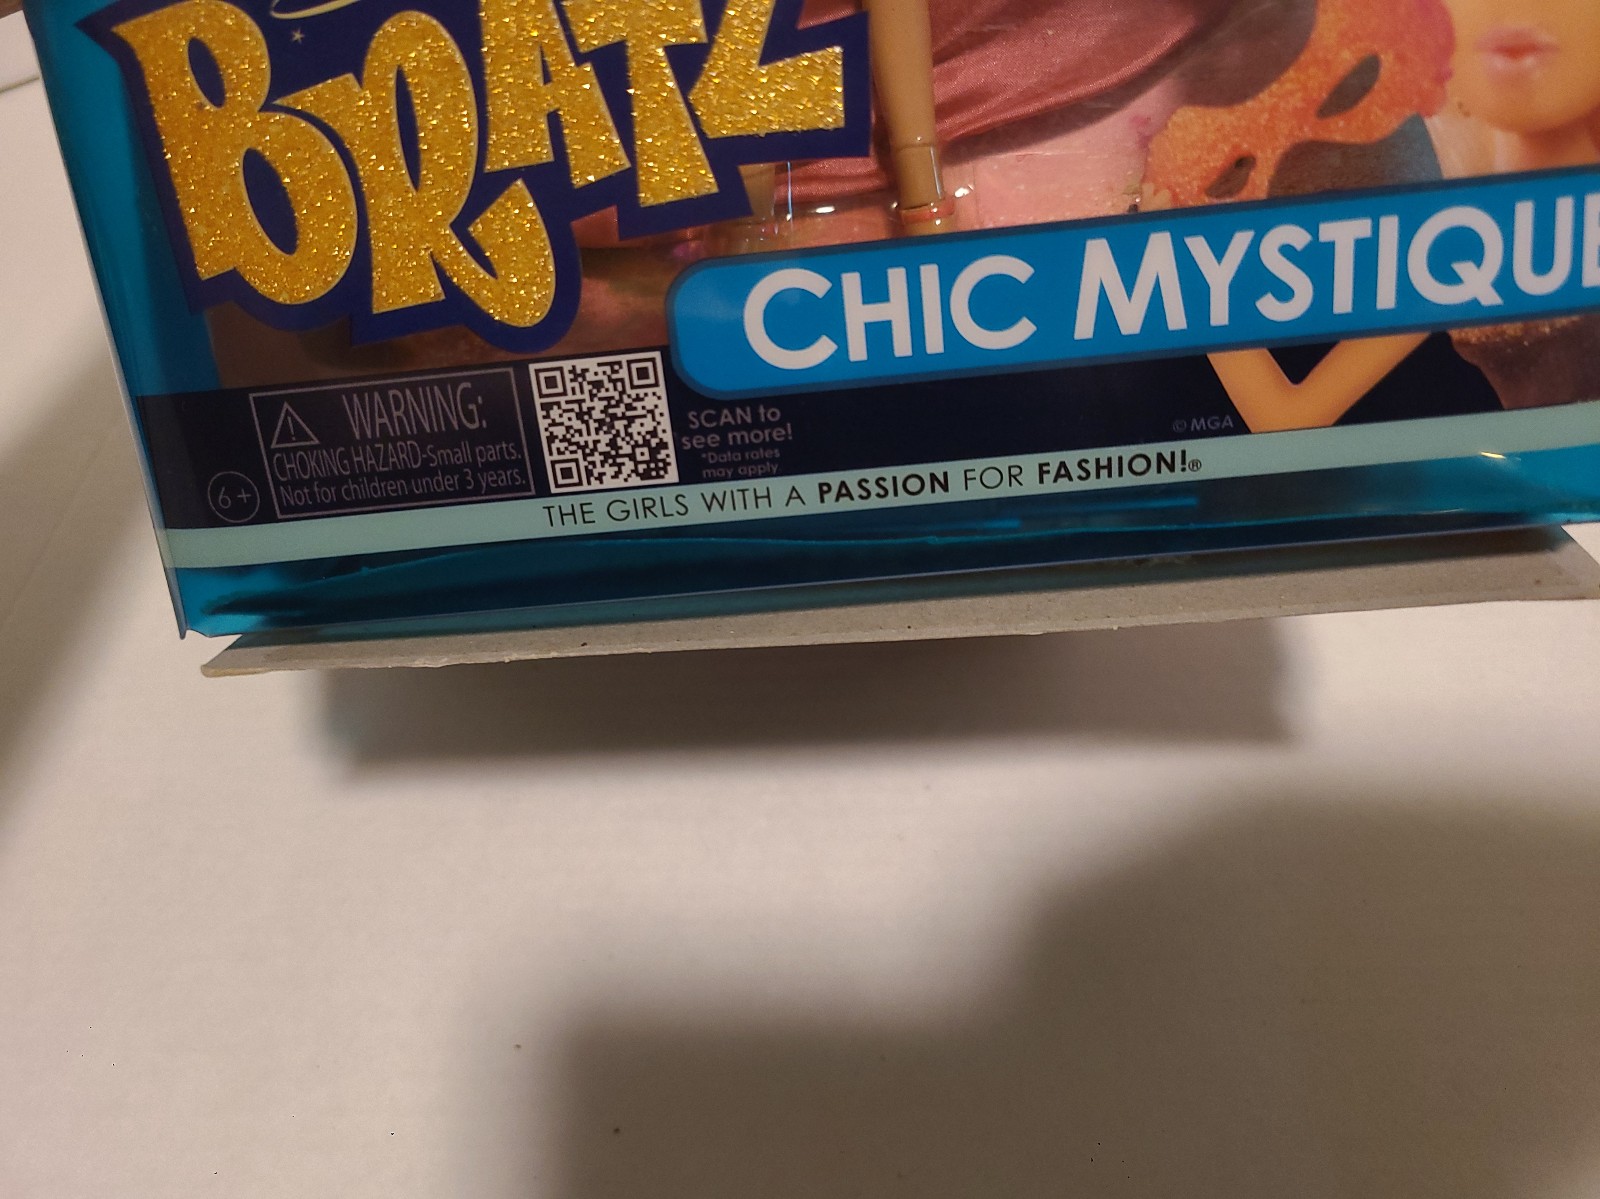 BRATZ
CHIC MYSTIQUE
WARNING:
CHOKING HAZARD-Small parts.
Not for children under 3 years.
6+
SCAN to
see more!
*Data rates
may apply
©MGA
THE GIRLS WITH A PASSION FOR FASHION!®